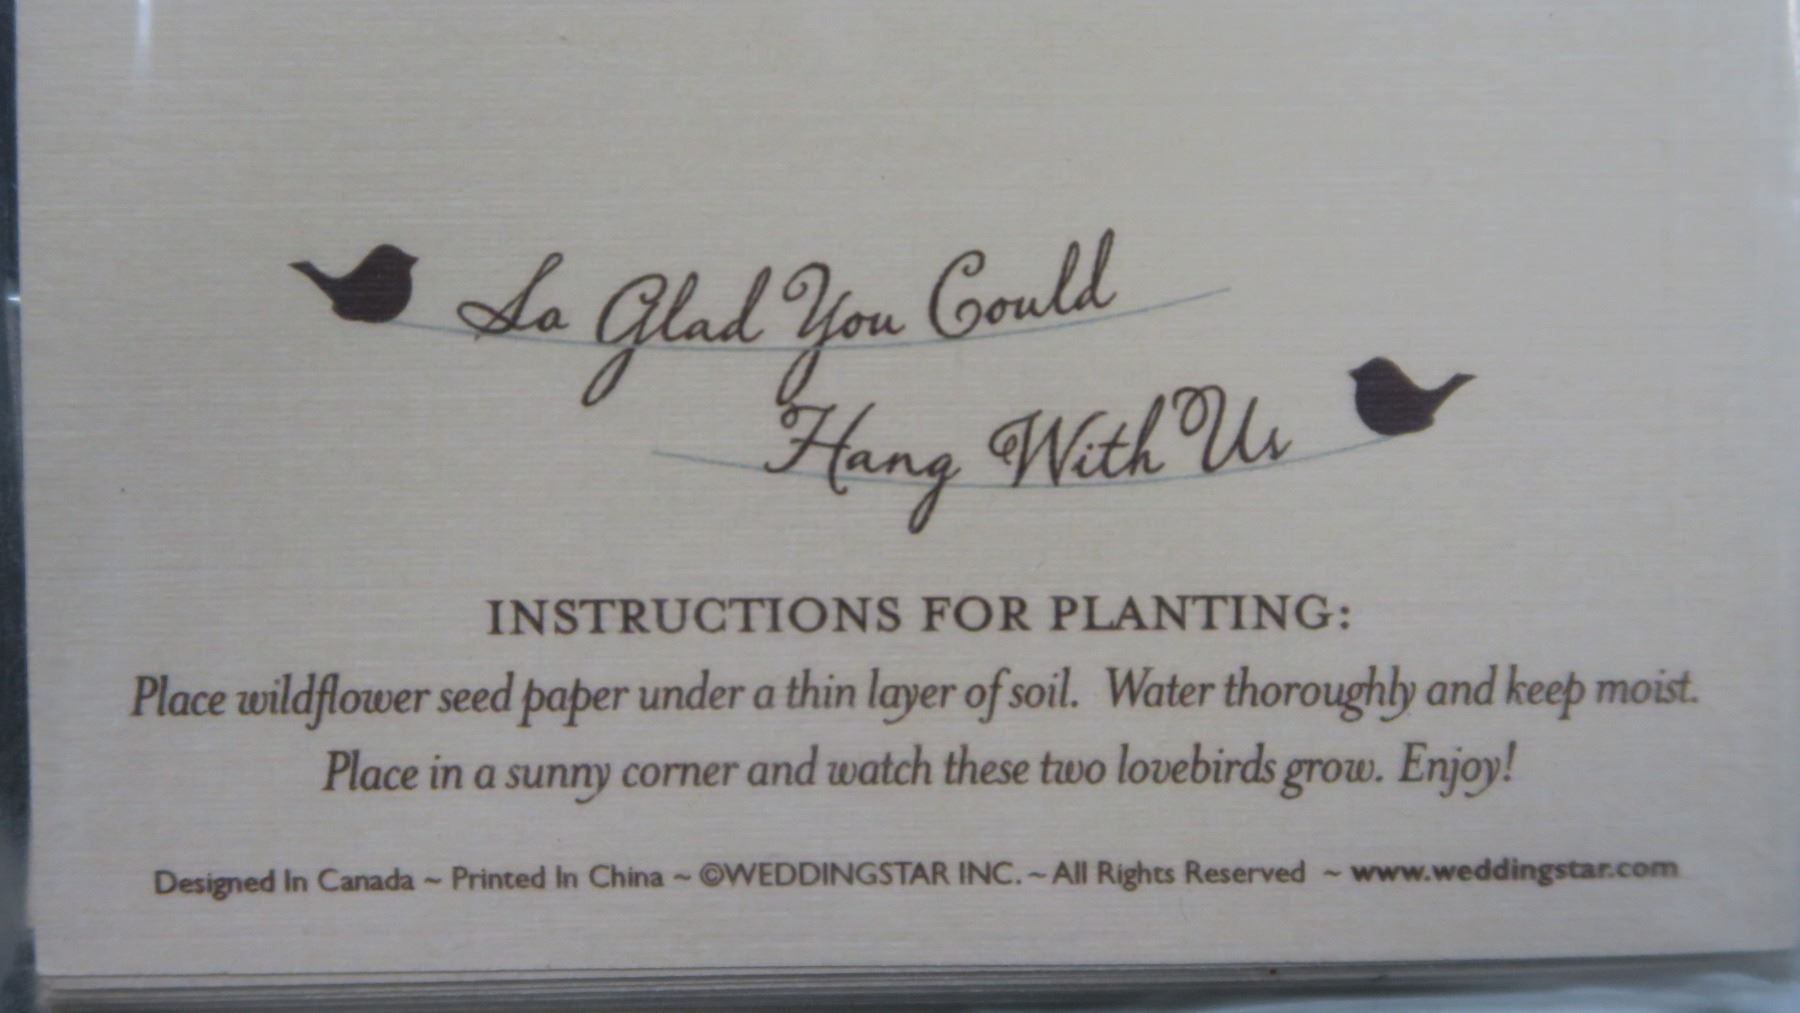 So Glad You Could
Hang With Us
INSTRUCTIONS FOR PLANTING:
Place wildflower seed paper under a thin layer of soil. Water thoroughly and keep moist.
Place in a sunny corner and watch these two lovebirds grow. Enjoy!
Designed In Canada ~ Printed In China ~ ©WEDDINGSTAR INC. ~ All Rights Reserved ~ www.weddingstar.com